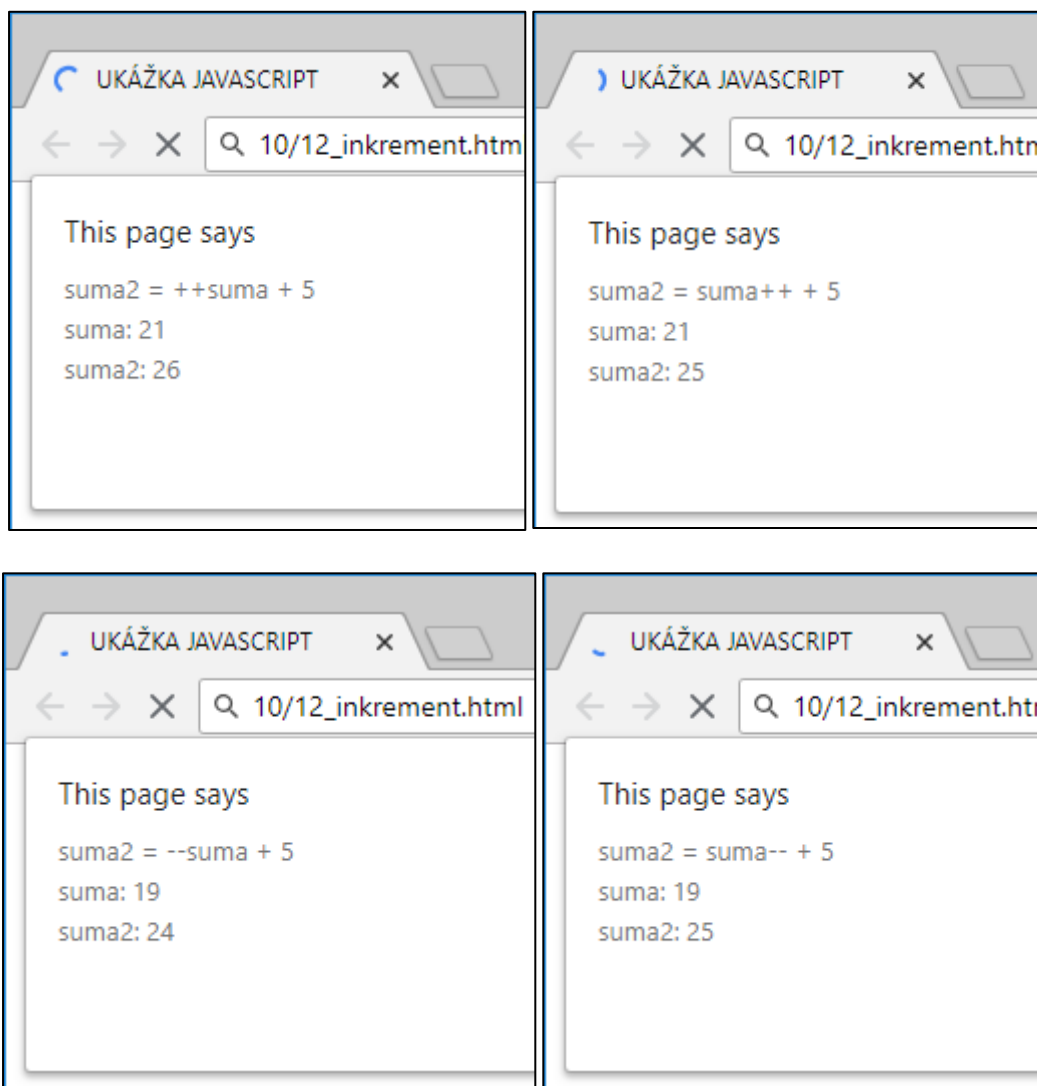 UKÁŽKA JAVASCRIPT
10/12_inkrement.htm
This page says
suma2 = ++suma + 5
suma: 21
suma2: 26
UKÁŽKA JAVASCRIPT
10/12_inkrement.htm
This page says
suma2 = suma++ + 5
suma: 21
suma2: 25
UKÁŽKA JAVASCRIPT
10/12_inkrement.html
This page says
suma2 = --suma + 5
suma: 19
suma2: 24
UKÁŽKA JAVASCRIPT
10/12_inkrement.ht
This page says
suma2 = suma-- + 5
suma: 19
suma2: 25